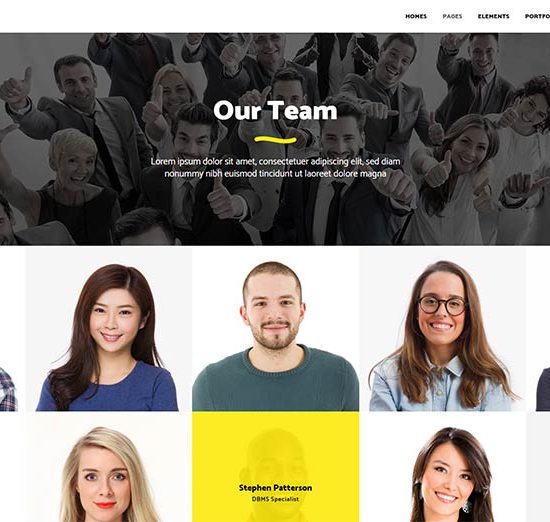 HOMES PAGES ELEMENTS
Our Team
Lorem ipsum dolor sit amet, consectetuer adipiscing elit, sed diam
nonummy nibh euismod tincidunt ut laoreet dolore magna
Stephen Patterson
DBMS Specialist